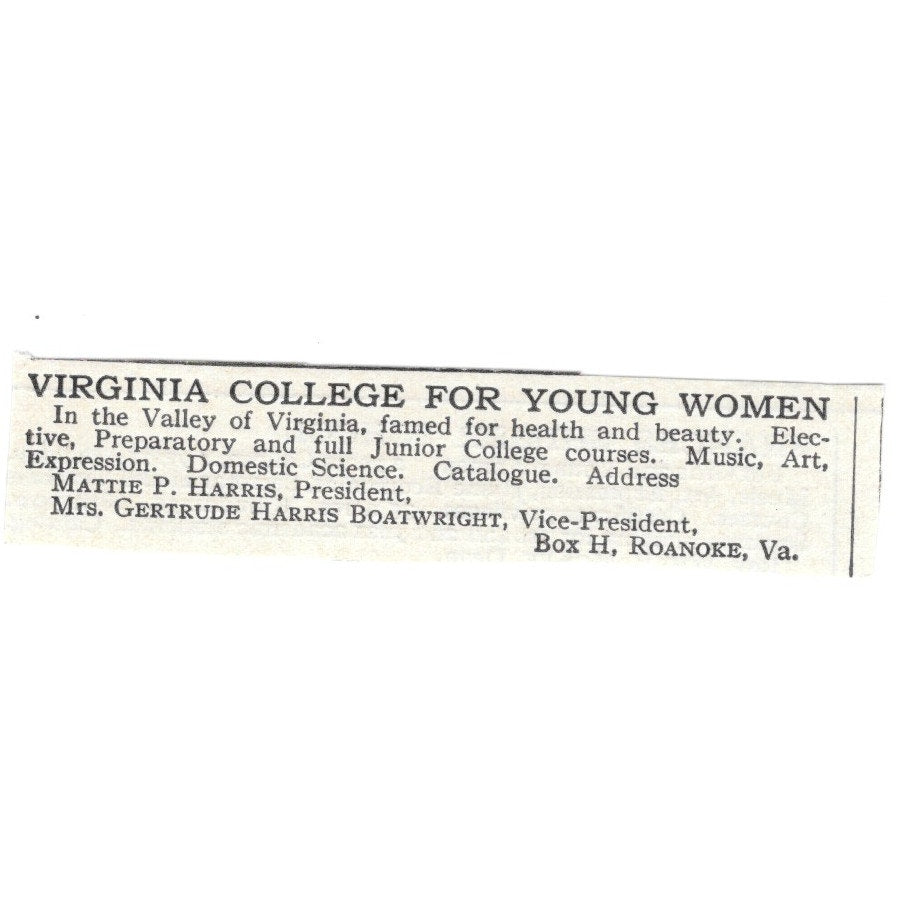 VIRGINIA COLLEGE FOR YOUNG WOMEN
In the Valley of Virginia, famed for health and beauty. Elec-
tive, Preparatory and full Junior College courses. Music, Art,
Expression. Domestic Science. Catalogue. Address
MATTIE P. HARRIS, President,
Mrs. GERTRUDE HARRIS BOATWRIGHT, Vice-President,
Box H, ROANOKE, Va.